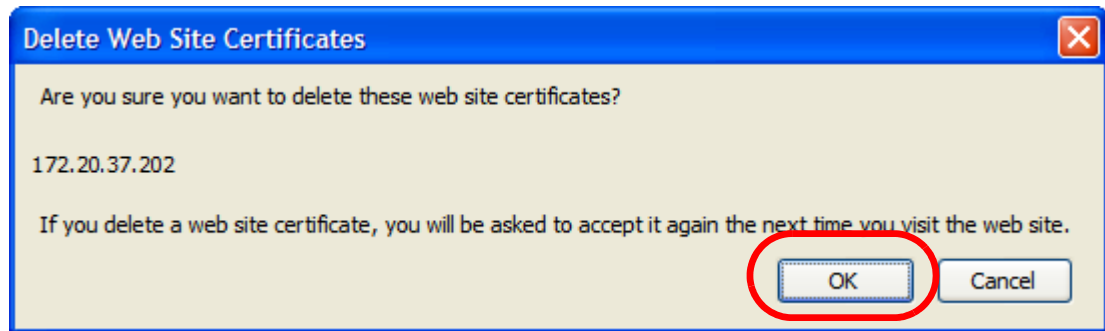 Delete Web Site Certificates
Are you sure you want to delete these web site certificates?
172.20.37.202
If you delete a web site certificate, you will be asked to accept it again the next time you visit the web site.
OK Cancel